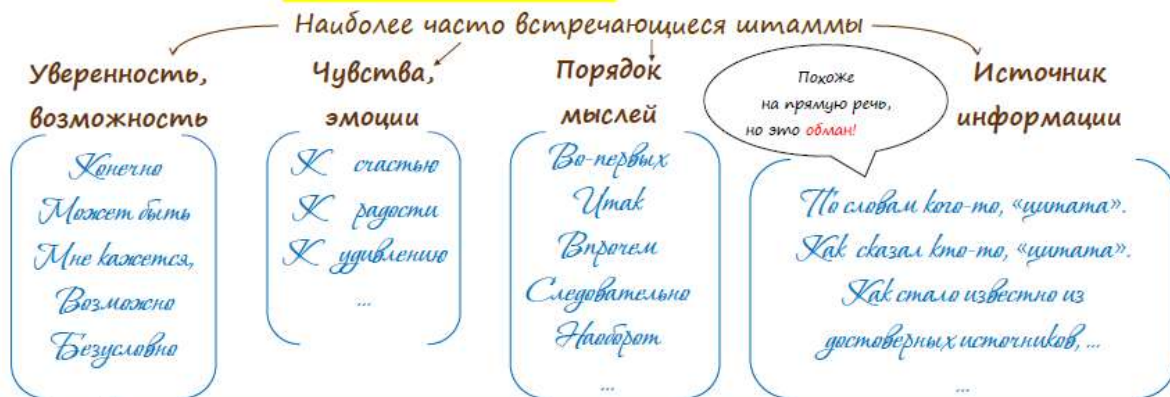 Наиболее часто встречающиеся штаммы
Уверенность,
возможность
Конечно
Может быть
Мне кажется,
Возможно
Безусловно
Чувства,
эмоции
К счастью
К радости
К удивлению
...
Порядок
мыслей
Во-первых
Итак
Впрочем
Следовательно
Наоборот
...
Похоже
на прямую речь,
но это обман!
Источник
информации
По словам кого-то, «цитата».
Как сказал кто-то, «цитата».
Как стало известно из
достоверных источников, ...
...